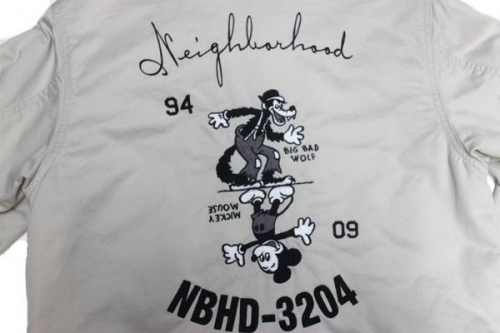 Neighborhood
94
BIG BAD
WOLF
MICKEY
MOUSE
09
NBHD-3204